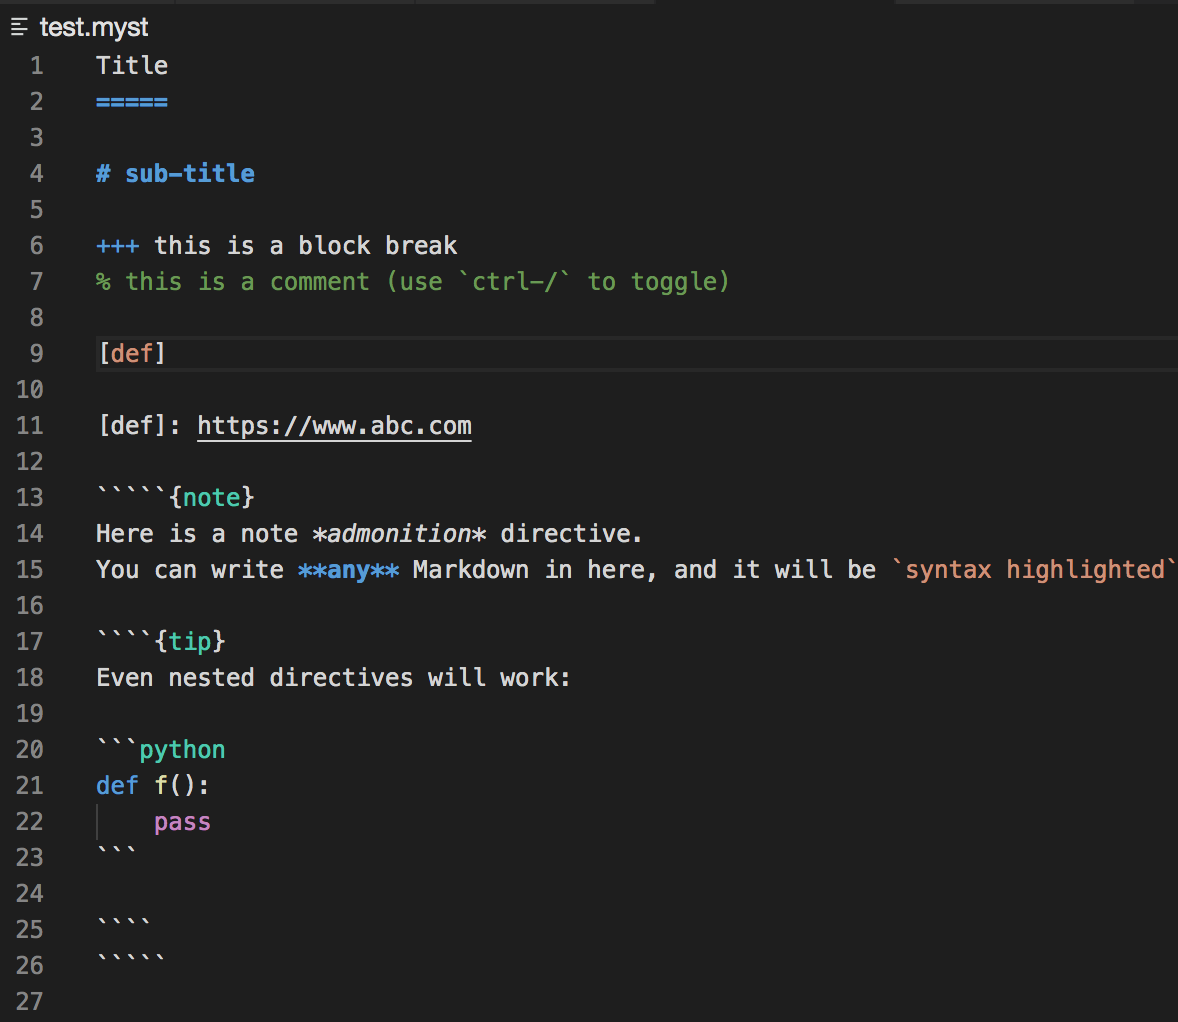 test.myst
1 Title
2 =====
3
4 # sub-title
5
6 +++ this is a block break
7 % this is a comment (use `ctrl-/` to toggle)
8
9 [def]
10
11 [def]: https://www.abc.com
12
13 `````{note}
14 Here is a note *admonition* directive.
15 You can write **any** Markdown in here, and it will be `syntax highlighted`
16
17 ````{tip}
18 Even nested directives will work:
19
20 ```python
21 def f():
22     pass
23 ```
24
25 ````
26 `````
27